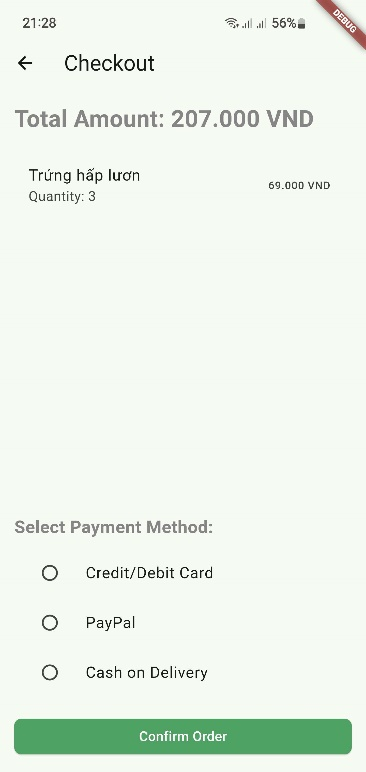 21:28
56%
DEBUG
Checkout
Total Amount: 207.000 VND
Trứng hấp lươn
69.000 VND
Quantity: 3
Select Payment Method:
Credit/Debit Card
PayPal
Cash on Delivery
Confirm Order